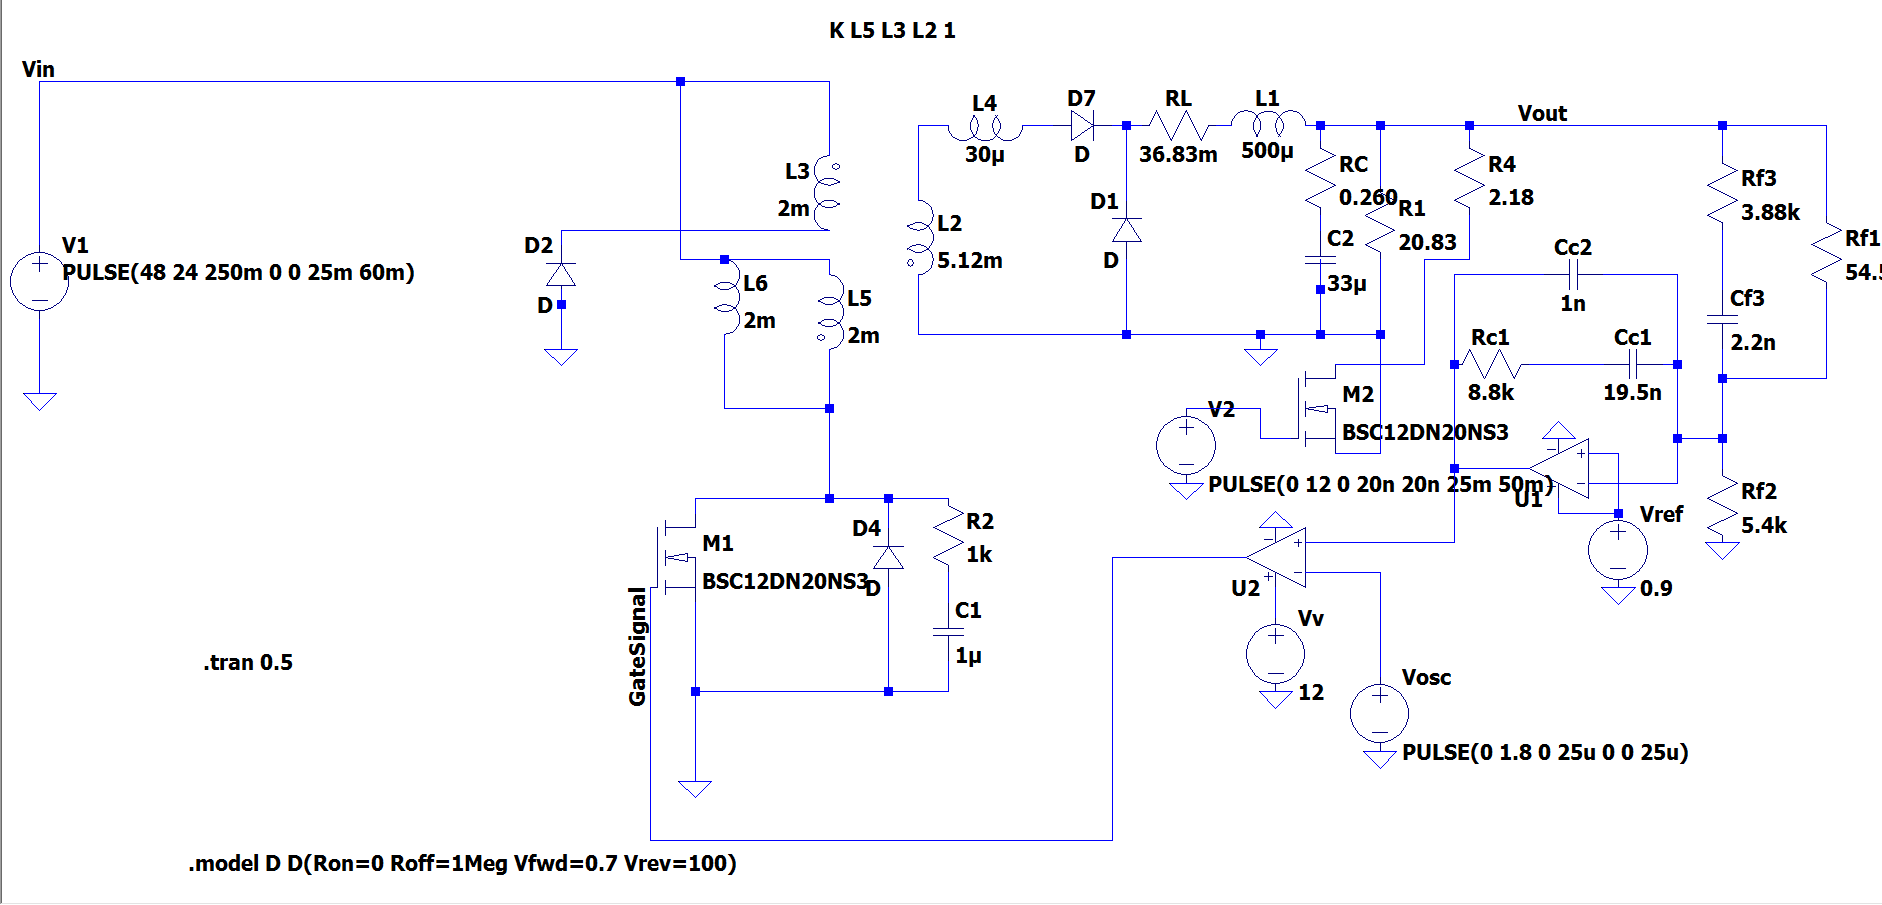 K L5 L3 L2 1
Vin
L4
30µ
D7
D
RL
36.83m
L1
500µ
Vout
L3
2m
RC
0.260
R1
20.83
R4
2.18
Rf3
3.88k
Rf1
D1
D
L2
5.12m
C2
33µ
Cc2
1n
V1
PULSE(48 24 250m 0 0 25m 60m)
D2
D
L6
2m
L5
2m
Cf3
2.2n
Rc1
8.8k
Cc1
19.5n
V2
M2
BSC12DN20NS3
PULSE(0 12 0 20n 20n 25m 50m)
U1
Rf2
5.4k
Vref
0.9
M1
BSC12DN20NS3
D4
D
R2
1k
C1
1µ
GateSignal
U2
Vv
12
Vosc
PULSE(0 1.8 0 25u 0 0 25u)
.tran 0.5
.model D D(Ron=0 Roff=1Meg Vfwd=0.7 Vrev=100)